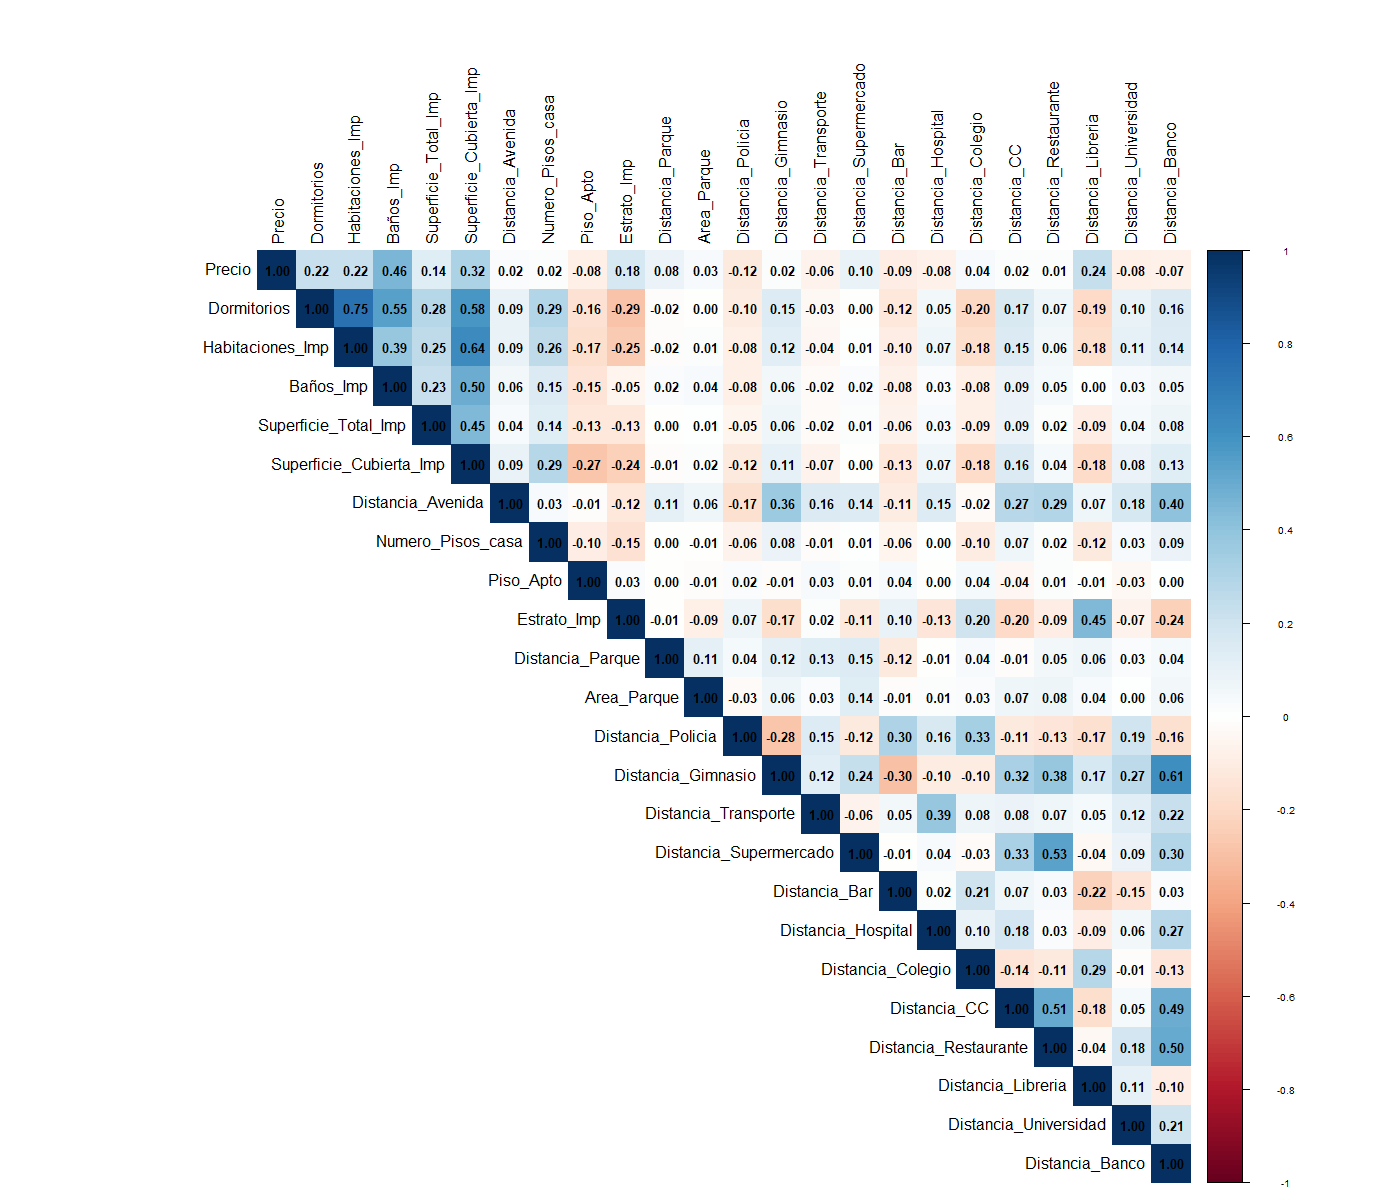 Precio
Dormitorios
Habitaciones_Imp
Baños_Imp
Superficie_Total_Imp
Superficie_Cubierta_Imp
Distancia_Avenida
Numero_Pisos_casa
Piso_Apto
Estrato_Imp
Distancia_Parque
Area_Parque
Distancia_Policia
Distancia_Gimnasio
Distancia_Transporte
Distancia_Supermercado
Distancia_Bar
Distancia_Hospital
Distancia_Colegio
Distancia_CC
Distancia_Restaurante
Distancia_Libreria
Distancia_Universidad
Distancia_Banco
Precio 1.00 0.22 0.22 0.46 0.14 0.32 0.02 0.02 -0.08 0.18 0.08 0.03 -0.12 0.02 -0.06 0.10 -0.09 -0.08 0.04 0.02 0.01 0.24 -0.08 -0.07
Dormitorios 1.00 0.75 0.55 0.28 0.58 0.09 0.29 -0.16 -0.29 -0.02 0.00 -0.10 0.15 -0.03 0.00 -0.12 0.05 -0.20 0.17 0.07 -0.19 0.10 0.16
Habitaciones_Imp 1.00 0.39 0.25 0.64 0.09 0.26 -0.17 -0.25 -0.02 0.01 -0.08 0.12 -0.04 0.01 -0.10 0.07 -0.18 0.15 0.06 -0.18 0.11 0.14
Baños_Imp 1.00 0.23 0.50 0.06 0.15 -0.15 -0.05 0.02 0.04 -0.08 0.06 -0.02 0.02 -0.08 0.03 -0.08 0.09 0.05 0.00 0.03 0.05
Superficie_Total_Imp 1.00 0.45 0.04 0.14 -0.13 -0.13 0.00 0.01 -0.05 0.06 -0.02 0.01 -0.06 0.03 -0.09 0.09 0.02 -0.09 0.04 0.08
Superficie_Cubierta_Imp 1.00 0.09 0.29 -0.27 -0.24 -0.01 0.02 -0.12 0.11 -0.07 0.00 -0.13 0.07 -0.18 0.16 0.04 -0.18 0.08 0.13
Distancia_Avenida 1.00 0.03 -0.01 -0.12 0.11 0.06 -0.17 0.36 0.16 0.14 -0.11 0.15 -0.02 0.27 0.29 0.07 0.18 0.40
Numero_Pisos_casa 1.00 -0.10 -0.15 0.00 -0.01 -0.06 0.08 -0.01 0.01 -0.06 0.00 -0.10 0.07 0.02 -0.12 0.03 0.09
Piso_Apto 1.00 0.03 0.00 -0.01 0.02 -0.01 0.03 0.01 0.04 0.00 0.04 -0.04 0.01 -0.01 -0.03 0.00
Estrato_Imp 1.00 -0.01 -0.09 0.07 -0.17 0.02 -0.11 0.10 -0.13 0.20 -0.20 -0.09 0.45 -0.07 -0.24
Distancia_Parque 1.00 0.11 0.04 0.12 0.13 0.15 -0.12 -0.01 0.04 -0.01 0.05 0.06 0.03 0.04
Area_Parque 1.00 -0.03 0.06 0.03 0.14 -0.01 0.01 0.03 0.07 0.08 0.04 0.00 0.06
Distancia_Policia 1.00 -0.28 0.15 -0.12 0.30 0.16 0.33 -0.11 -0.13 -0.17 0.19 -0.16
Distancia_Gimnasio 1.00 0.12 0.24 -0.30 -0.10 -0.10 0.32 0.38 0.17 0.27 0.61
Distancia_Transporte 1.00 -0.06 0.05 0.39 0.08 0.08 0.07 0.05 0.12 0.22
Distancia_Supermercado 1.00 -0.01 0.04 -0.03 0.33 0.53 -0.04 0.09 0.30
Distancia_Bar 1.00 0.02 0.21 0.07 0.03 -0.22 -0.15 0.03
Distancia_Hospital 1.00 0.10 0.18 0.03 -0.09 0.06 0.27
Distancia_Colegio 1.00 -0.14 -0.11 0.29 -0.01 -0.13
Distancia_CC 1.00 0.51 -0.18 0.05 0.49
Distancia_Restaurante 1.00 -0.04 0.18 0.50
Distancia_Libreria 1.00 0.11 -0.10
Distancia_Universidad 1.00 0.21
Distancia_Banco 1.00
1
0.8
0.6
0.4
0.2
0
-0.2
-0.4
-0.6
-0.8
-1